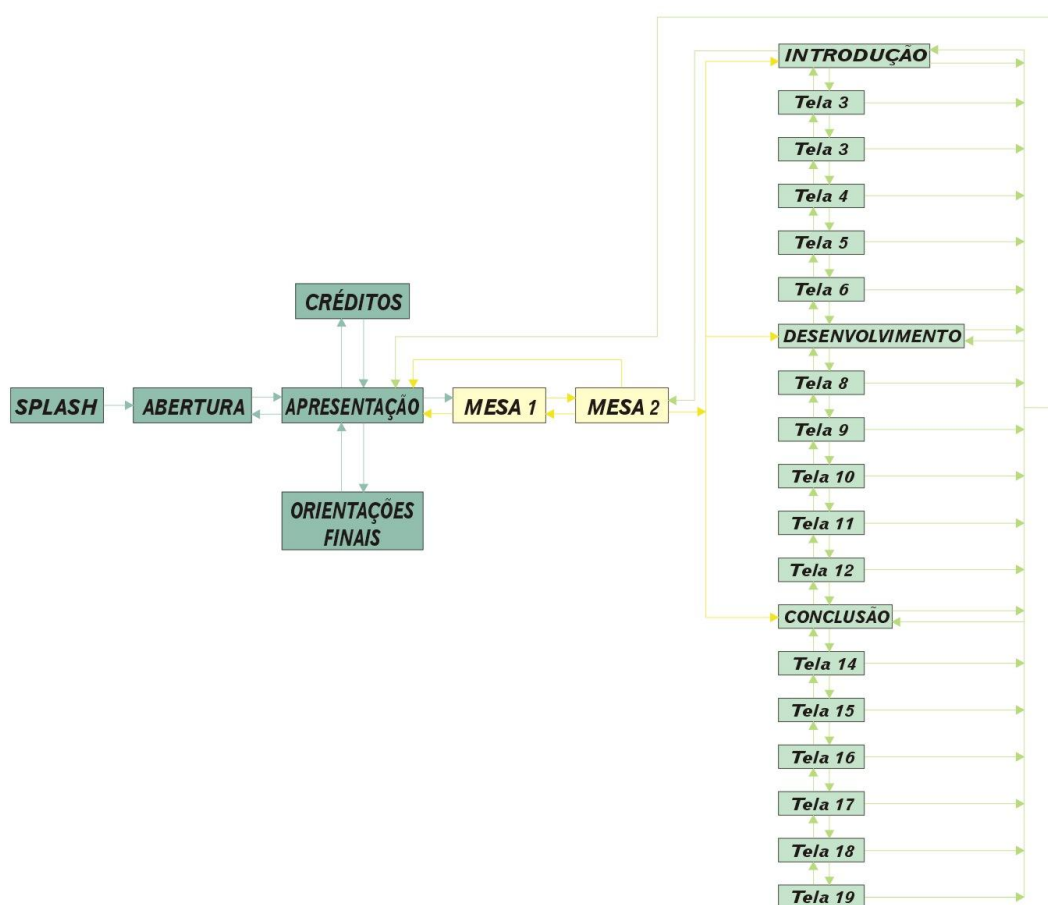 SPLASH
ABERTURA
CRÉDITOS
APRESENTAÇÃO
ORIENTAÇÕES
FINAIS
MESA 1
MESA 2
INTRODUÇÃO
Tela 3
Tela 3
Tela 4
Tela 5
Tela 6
DESENVOLVIMENTO
Tela 8
Tela 9
Tela 10
Tela 11
Tela 12
CONCLUSÃO
Tela 14
Tela 15
Tela 16
Tela 17
Tela 18
Tela 19